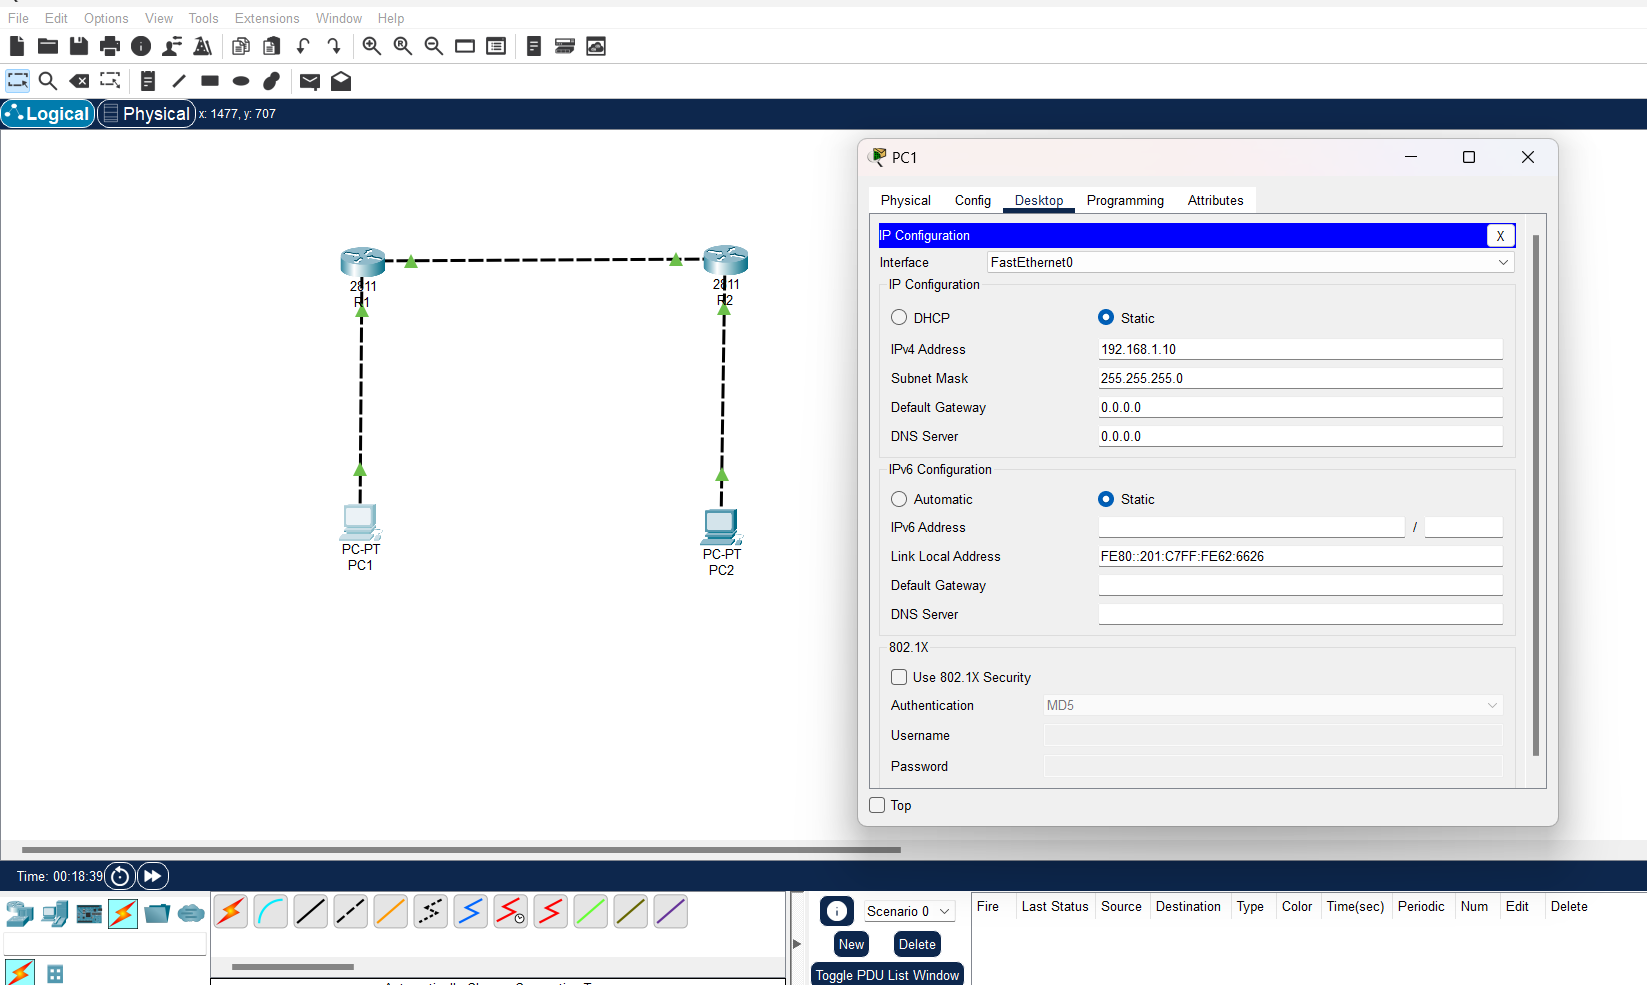 File Edit Options View Tools Extensions Window Help
Logical Physical x: 1477, y: 707
PC1
Physical Config Desktop Programming Attributes
IP Configuration X
Interface FastEthernet0
IP Configuration
DHCP Static
IPv4 Address 192.168.1.10
Subnet Mask 255.255.255.0
Default Gateway 0.0.0.0
DNS Server 0.0.0.0
IPv6 Configuration
Automatic Static
IPv6 Address /
Link Local Address FE80::201:C7FF:FE62:6626
Default Gateway
DNS Server
802.1X
Use 802.1X Security
Authentication MD5
Username
Password
Top
2811
R1
2811
R2
PC-PT
PC1
PC-PT
PC2
Time: 00:18:39
Scenario 0
New Delete
Toggle PDU List Window
Fire Last Status Source Destination Type Color Time(sec) Periodic Num Edit Delete